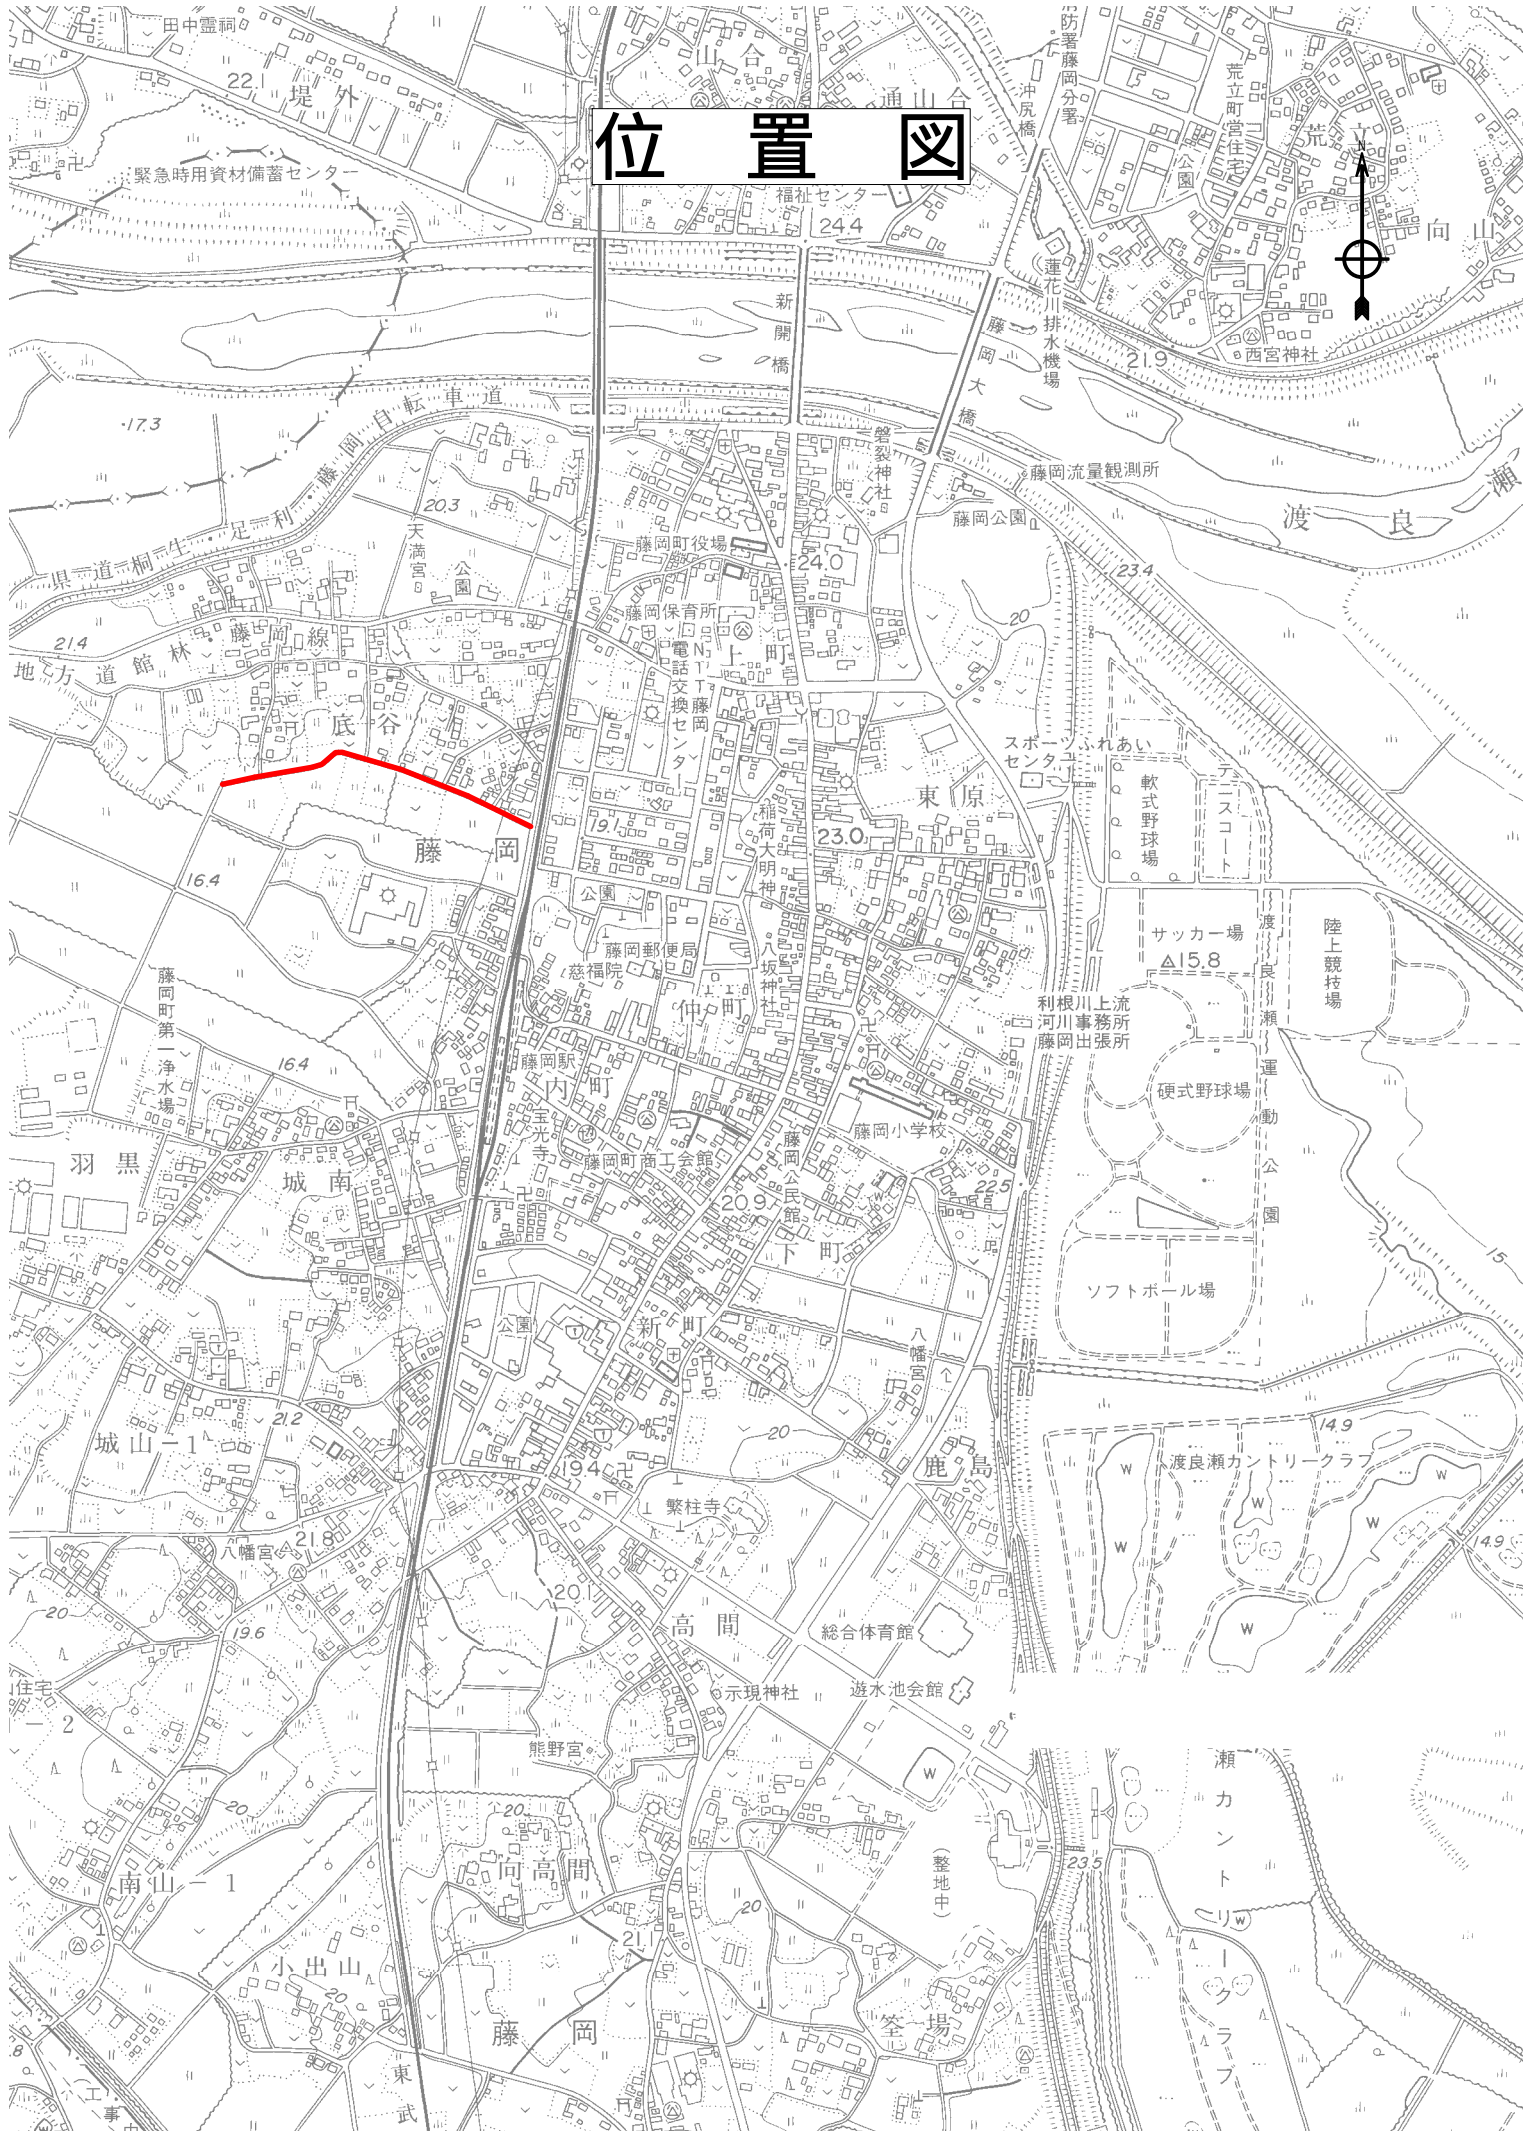 田中霊祠
山合
消防署藤岡分署
22.1
堤外
通山合
沖尻橋
荒立町営住宅
公園
荒立
N
位置図
緊急時用資材備蓄センター
福祉センター
24.4
向山
蓮花川排水機場
新開橋
藤岡大橋
21.9
西宮神社
17.3
県道桐生・足利・藤岡自転車道
磐裂神社
藤岡流量観測所
渡良瀬
20.3
天満宮
公園
藤岡公園
藤岡町役場
24.0
23.4
藤岡保育所
20
21.4
地方道館林・藤岡線
上町
NTT藤岡
電話交換センター
底谷
スポーツふれあい
センター
テニスコート
軟式野球場
東原
19.1
稲荷大明神
23.0
藤岡
16.4
公園
サッカー場
渡良瀬運動公園
陸上競技場
15.8
藤岡郵便局
慈福院
八坂神社
藤岡町第一浄水場
仲町
利根川上流
河川事務所
藤岡出張所
16.4
藤岡駅
内町
硬式野球場
宝光寺
藤岡小学校
藤岡町商工会館
藤岡公民館
羽黒
城南
22.5
20.9
下町
15
ソフトボール場
公園
新町
八幡宮
21.2
城山-1
20
14.9
鹿島
渡良瀬カントリークラブ
W
W
W
19.4
繁柱寺
W
W
14.9
八幡宮
21.8
20.1
20
19.6
高間
総合体育館
W
住宅
-2
示現神社
遊水池会館
熊野宮
瀬カントリークラブ
W
20
20
向高間
(整地中)
23.5
南山-1
20
W
21.1
小出山
20
藤岡
筌場
東武
工事中